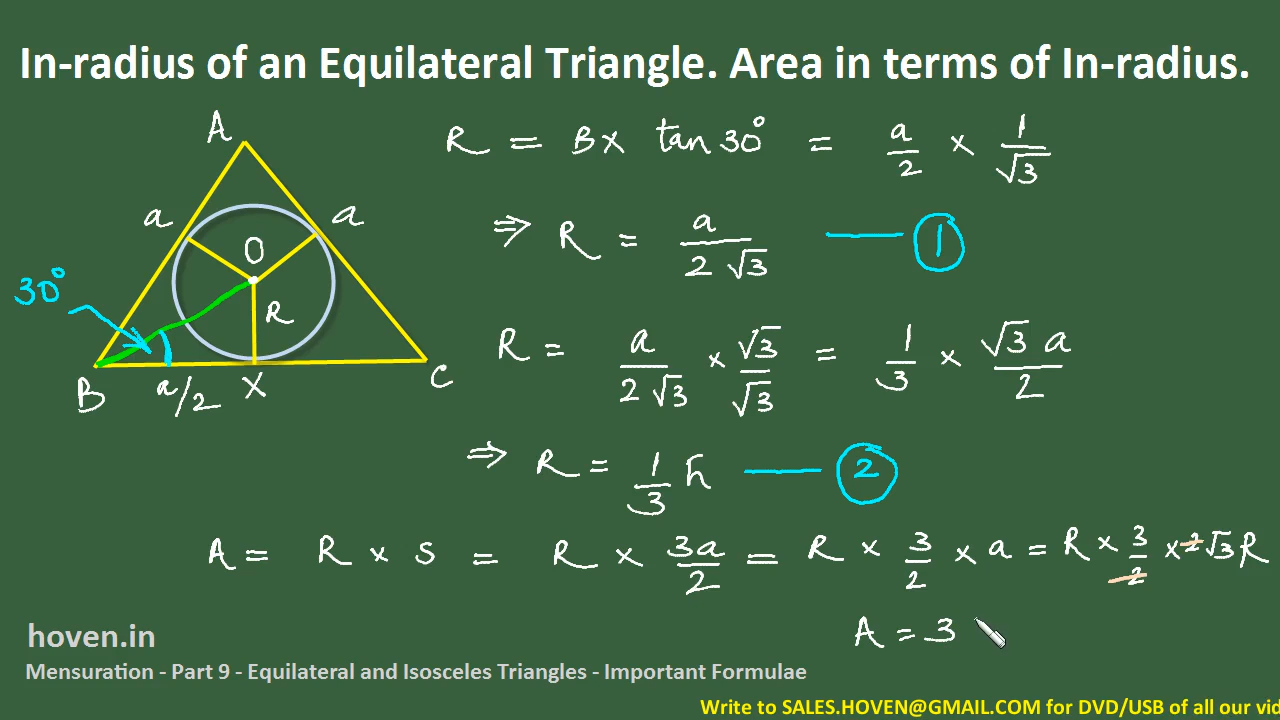 In-radius of an Equilateral Triangle. Area in terms of In-radius.
A
a a
O
30°
R
B a/2 X C
R = BX tan 30° = a/2 × 1/√3
⇒ R = a/2√3 —— 1
R = a/2√3 × √3/√3 = 1/3 × √3 a/2
⇒ R = 1/3 h —— 2
A = R × s = R × 3a/2 = R × 3/2 × a = R × 3/2 × 2√3 R
A = 3
hoven.in
Mensuration - Part 9 - Equilateral and Isosceles Triangles - Important Formulae
Write to SALES.HOVEN@GMAIL.COM for DVD/USB of all our vid